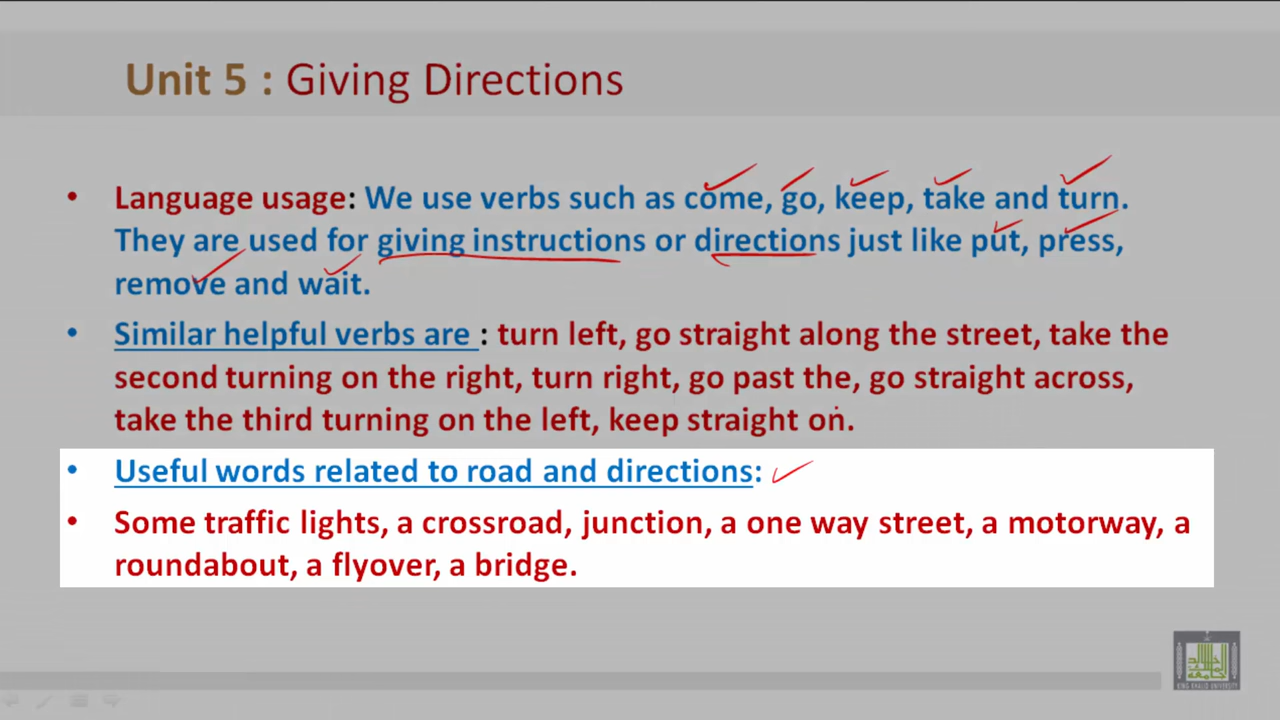 Unit 5 : Giving Directions
• Language usage: We use verbs such as come, go, keep, take and turn.
They are used for giving instructions or directions just like put, press,
remove and wait.
• Similar helpful verbs are : turn left, go straight along the street, take the
second turning on the right, turn right, go past the, go straight across,
take the third turning on the left, keep straight on.
• Useful words related to road and directions:
• Some traffic lights, a crossroad, junction, a one way street, a motorway, a
roundabout, a flyover, a bridge.
KING KHALID UNIVERSITY